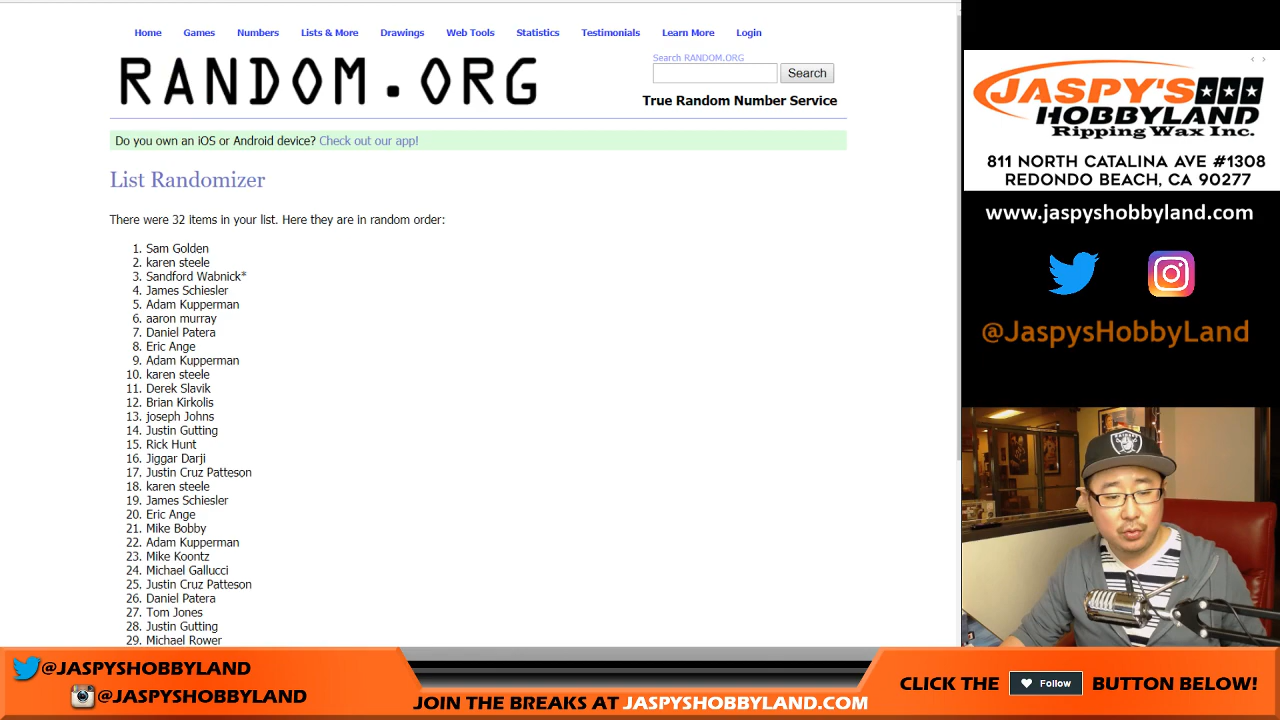 Home Games Numbers Lists & More Drawings Web Tools Statistics Testimonials Learn More Login
RANDOM.ORG
Search RANDOM.ORG
Search
True Random Number Service
Do you own an iOS or Android device? Check out our app!
List Randomizer
There were 32 items in your list. Here they are in random order:
1. Sam Golden
2. karen steele
3. Sandford Wabnick*
4. James Schiesler
5. Adam Kupperman
6. aaron murray
7. Daniel Patera
8. Eric Ange
9. Adam Kupperman
10. karen steele
11. Derek Slavik
12. Brian Kirkolis
13. joseph Johns
14. Justin Gutting
15. Rick Hunt
16. Jiggar Darji
17. Justin Cruz Patteson
18. karen steele
19. James Schiesler
20. Eric Ange
21. Mike Bobby
22. Adam Kupperman
23. Mike Koontz
24. Michael Gallucci
25. Justin Cruz Patteson
26. Daniel Patera
27. Tom Jones
28. Justin Gutting
29. Michael Rower
JASPY'S
HOBBYLAND
Ripping Wax Inc.
811 NORTH CATALINA AVE #1308
REDONDO BEACH, CA 90277
www.jaspyshobbyland.com
@JaspysHobbyLand
@JASPYSHOBBYLAND
@JASPYSHOBBYLAND
JOIN THE BREAKS AT JASPYSHOBBYLAND.COM
CLICK THE Follow BUTTON BELOW!